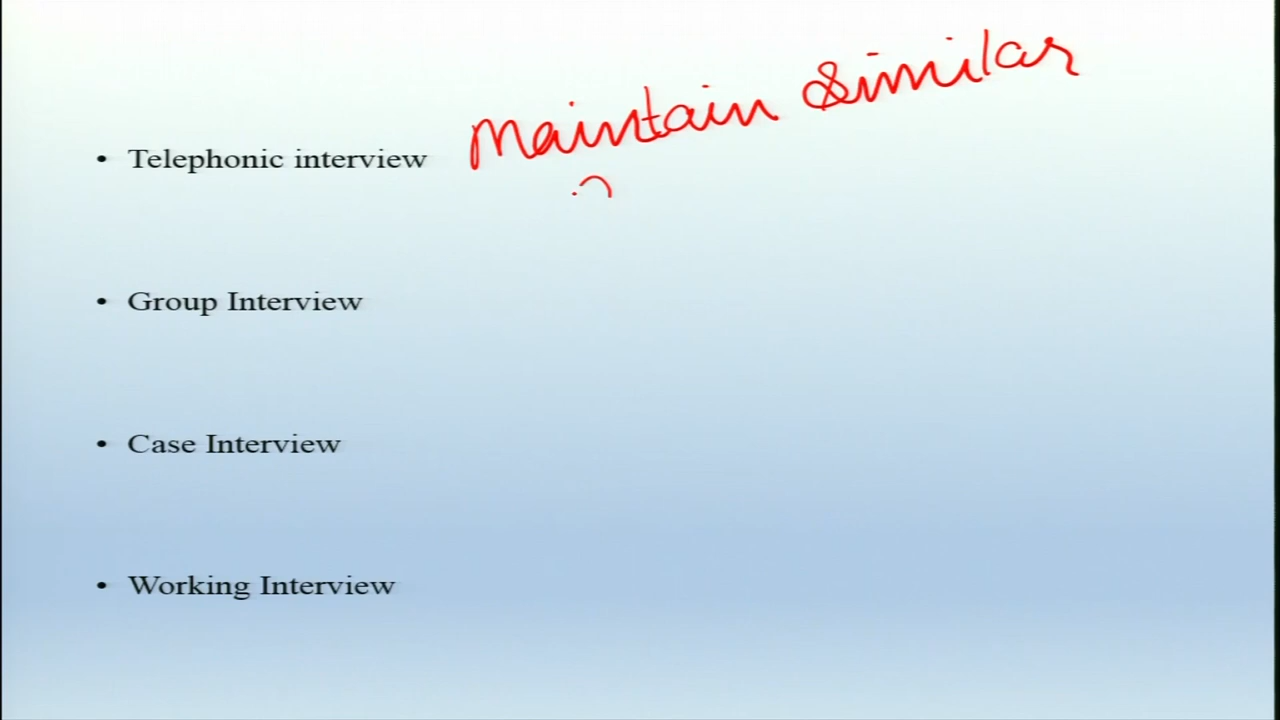 Maintain Similar
• Telephonic interview
• Group Interview
• Case Interview
• Working Interview